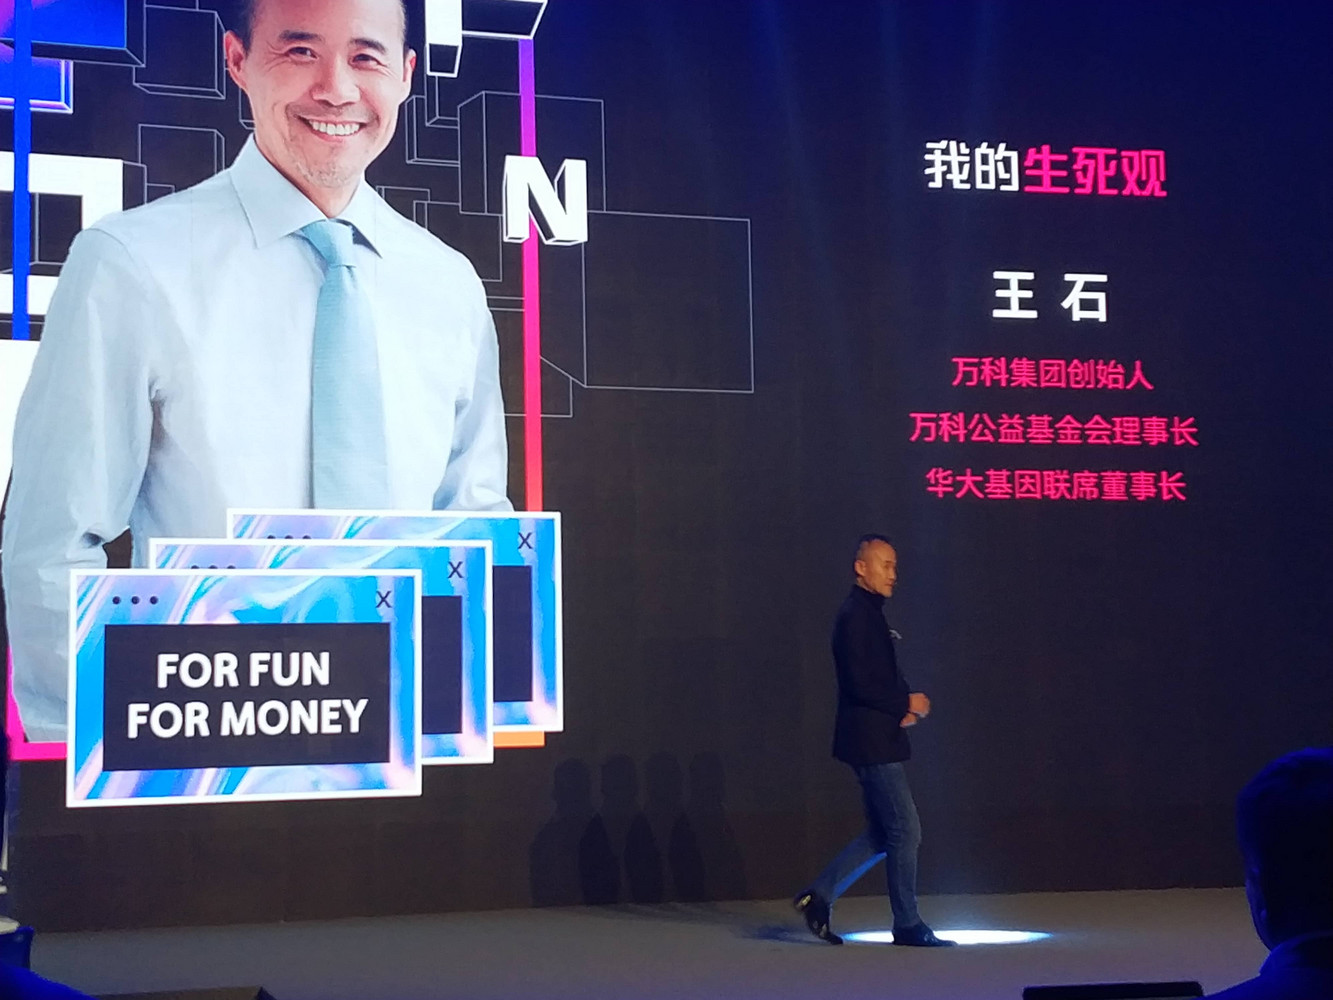 N
我的生死观
王石
万科集团创始人
万科公益基金会理事长
华大基因联席董事长
X
X
X
FOR FUN
FOR MONEY